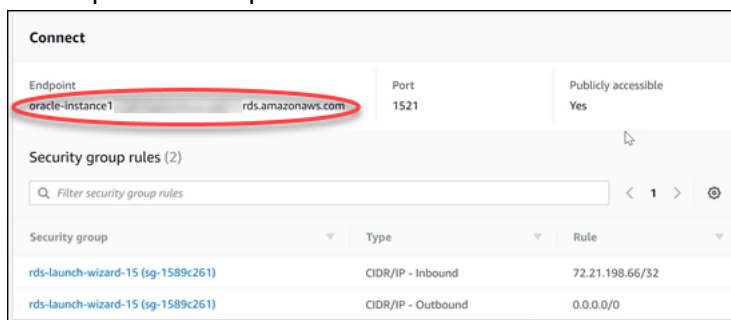 Connect
Endpoint
Port
Publicly accessible
oracle-instance1 rds.amazonaws.com
1521
Yes
Security group rules (2)
Filter security group rules
1
Security group
Type
Rule
rds-launch-wizard-15 (sg-1589c261)
CIDR/IP - Inbound
72.21.198.66/32
rds-launch-wizard-15 (sg-1589c261)
CIDR/IP - Outbound
0.0.0.0/0